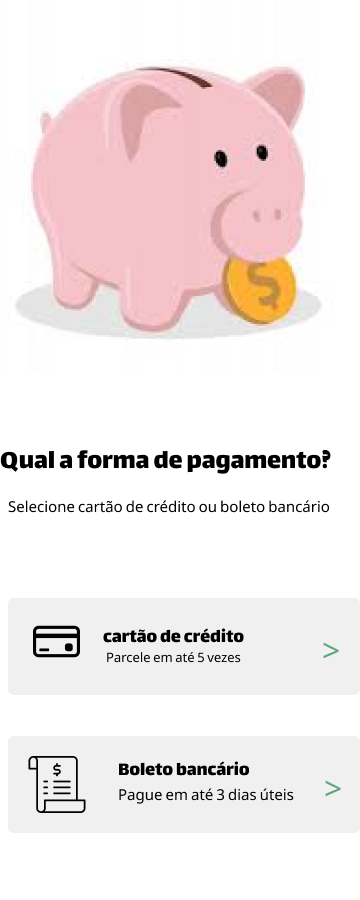 Qual a forma de pagamento?
Selecione cartão de crédito ou boleto bancário
cartão de crédito
Parcele em até 5 vezes
>
Boleto bancário
Pague em até 3 dias úteis
>